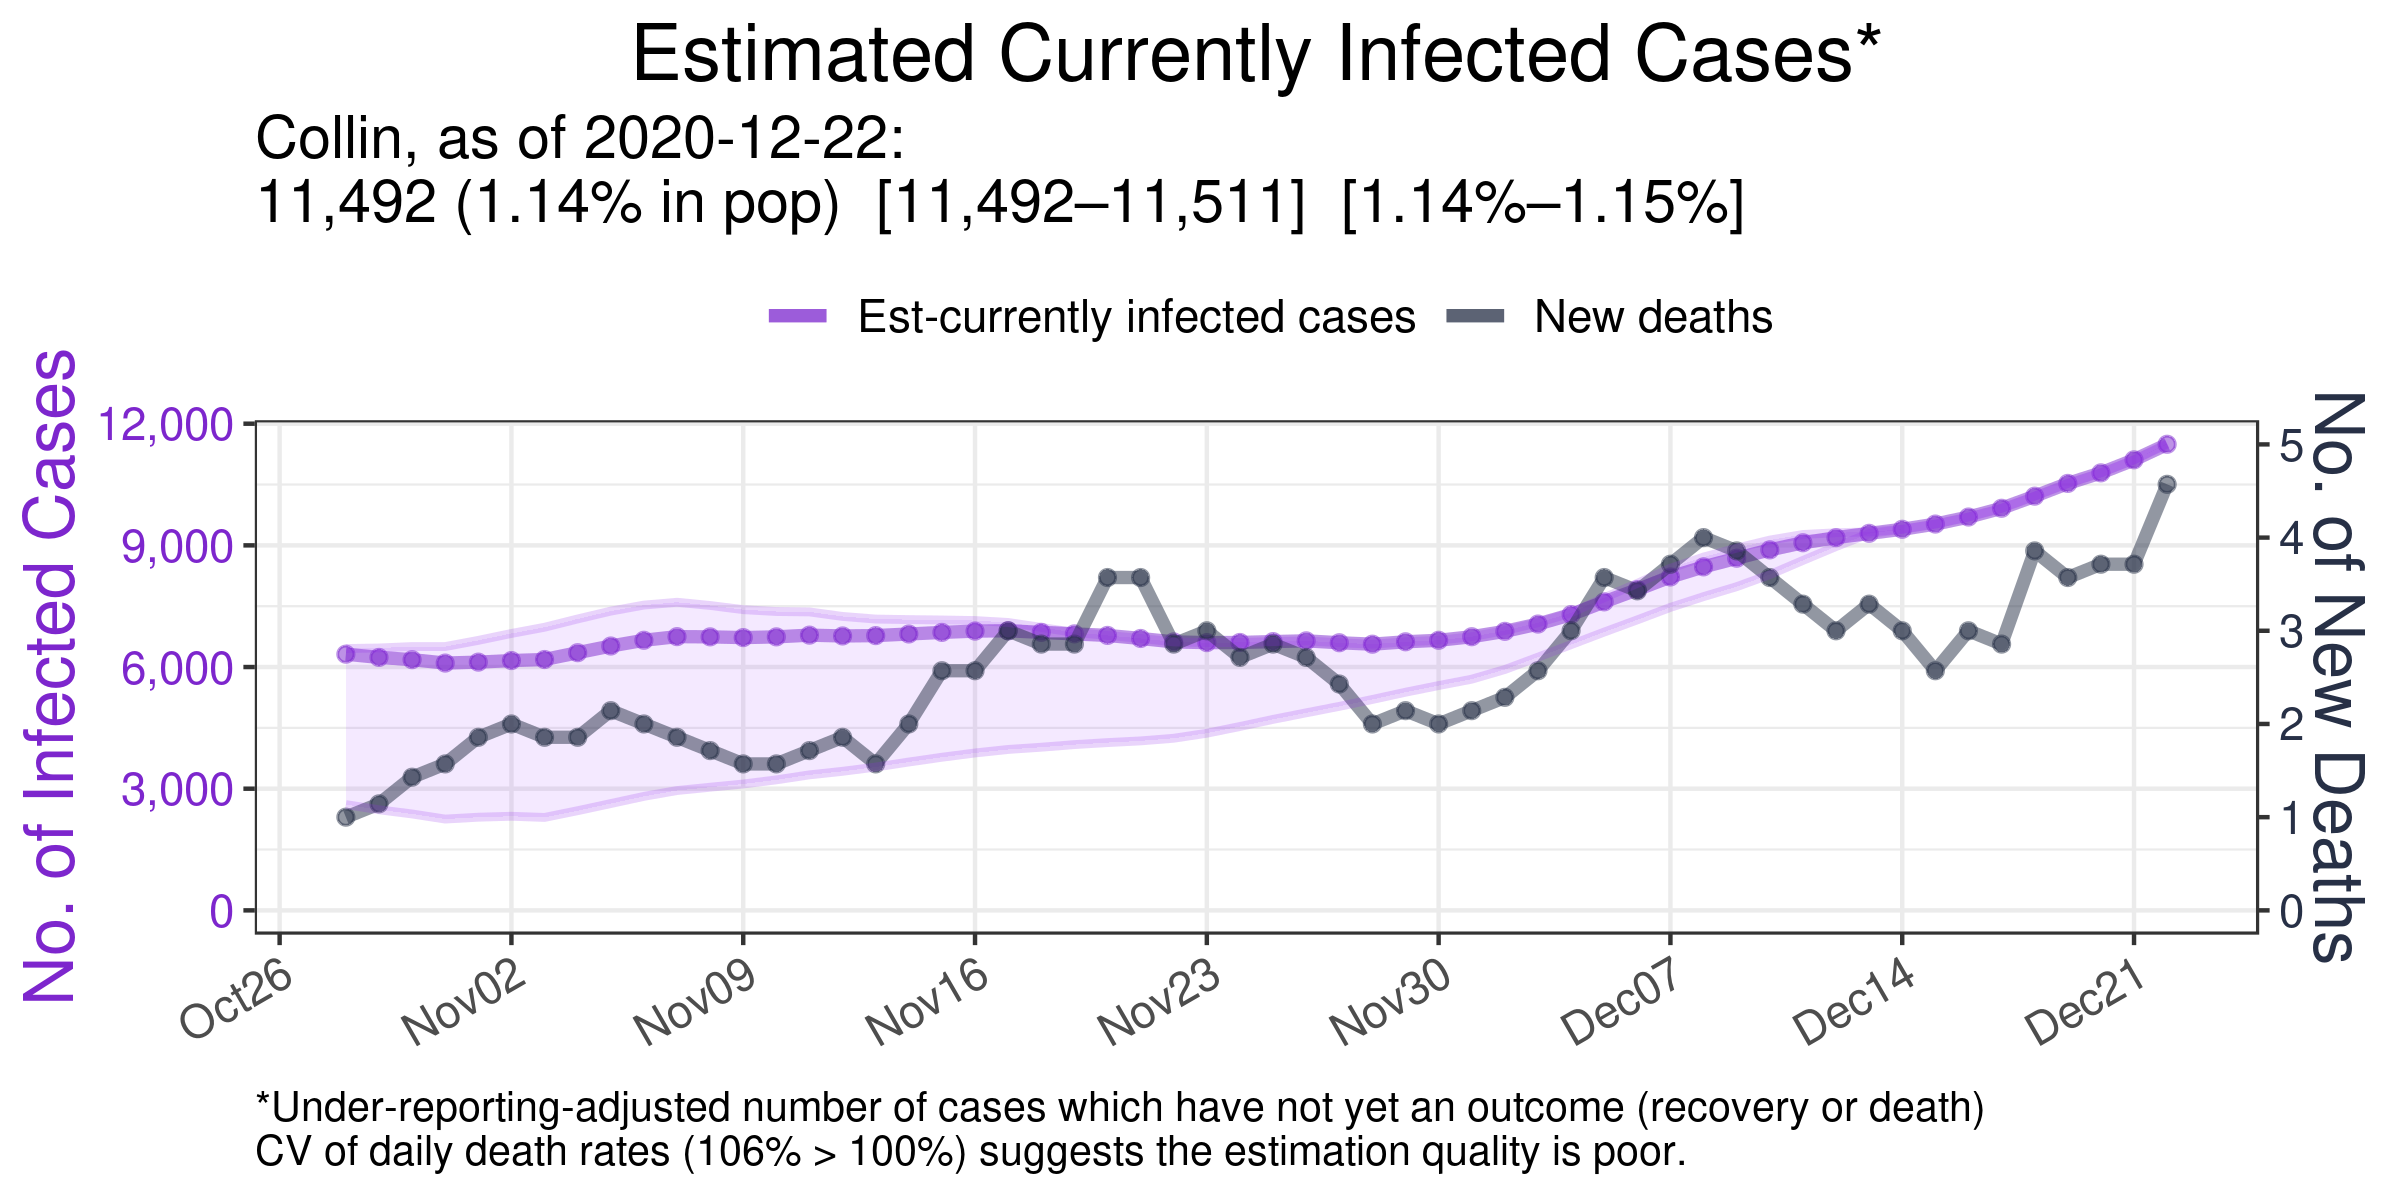 Estimated Currently Infected Cases*
Collin, as of 2020-12-22:
11,492 (1.14% in pop)  [11,492–11,511]  [1.14%–1.15%]
Est-currently infected cases
New deaths
No. of Infected Cases
12,000
9,000
6,000
3,000
0
No. of New Deaths
5
4
3
2
1
0
Oct26
Nov02
Nov09
Nov16
Nov23
Nov30
Dec07
Dec14
Dec21
*Under-reporting-adjusted number of cases which have not yet an outcome (recovery or death)
CV of daily death rates (106% > 100%) suggests the estimation quality is poor.